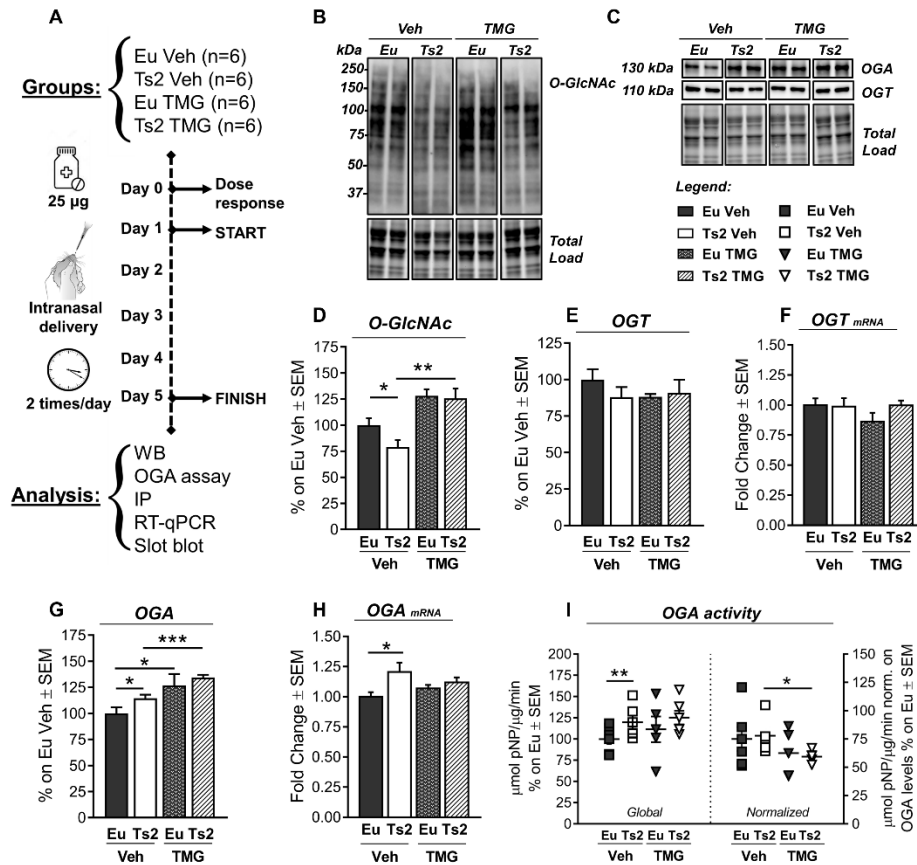 A
Groups:
Eu Veh (n=6)
Ts2 Veh (n=6)
Eu TMG (n=6)
Ts2 TMG (n=6)
25 µg
Intranasal
delivery
2 times/day
Day 0
Dose
response
Day 1
START
Day 2
Day 3
Day 4
Day 5
FINISH
Analysis:
WB
OGA assay
IP
RT-qPCR
Slot blot
B
Veh TMG
kDa Eu Ts2 Eu Ts2
250
150
100
75
50
37
O-GlcNAc
Total
Load
C
Veh TMG
Eu Ts2 Eu Ts2
130 kDa OGA
110 kDa OGT
Total
Load
Legend:
Eu Veh Eu Veh
Ts2 Veh Ts2 Veh
Eu TMG Eu TMG
Ts2 TMG Ts2 TMG
D
O-GlcNAc
% on Eu Veh ± SEM
125
100
75
50
25
0
* **
Eu Ts2 Eu Ts2
Veh TMG
E
OGT
% on Eu Veh ± SEM
125
100
75
50
25
0
Eu Ts2 Eu Ts2
Veh TMG
F
OGT mRNA
Fold Change ± SEM
1.50
1.25
1.00
0.75
0.50
0.25
0.00
Eu Ts2 Eu Ts2
Veh TMG
G
OGA
% on Eu Veh ± SEM
175
150
125
100
75
50
25
0
***
*
*
Eu Ts2 Eu Ts2
Veh TMG
H
OGA mRNA
Fold Change ± SEM
1.50
1.25
1.00
0.75
0.50
0.25
0.00
*
Eu Ts2 Eu Ts2
Veh TMG
I
OGA activity
µmol pNP/µg/min
% on Eu ± SEM
200
175
150
125
100
75
50
25
0
** *
Global Normalized
150
125
100
75
50
25
0
µmol pNP/µg/min norm. on
OGA levels % on Eu ± SEM
Eu Ts2 Eu Ts2 Eu Ts2 Eu Ts2
Veh TMG Veh TMG